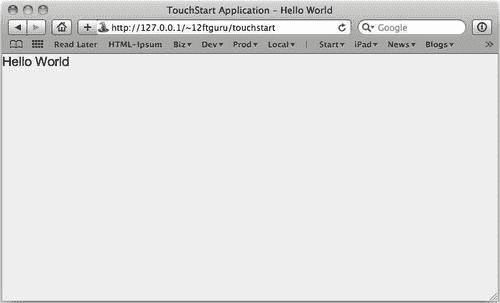 TouchStart Application - Hello World
http://127.0.0.1/~12ftguru/touchstart
Google
Read Later HTML-Ipsum Biz Dev Prod Local Start iPad News Blogs
Hello World